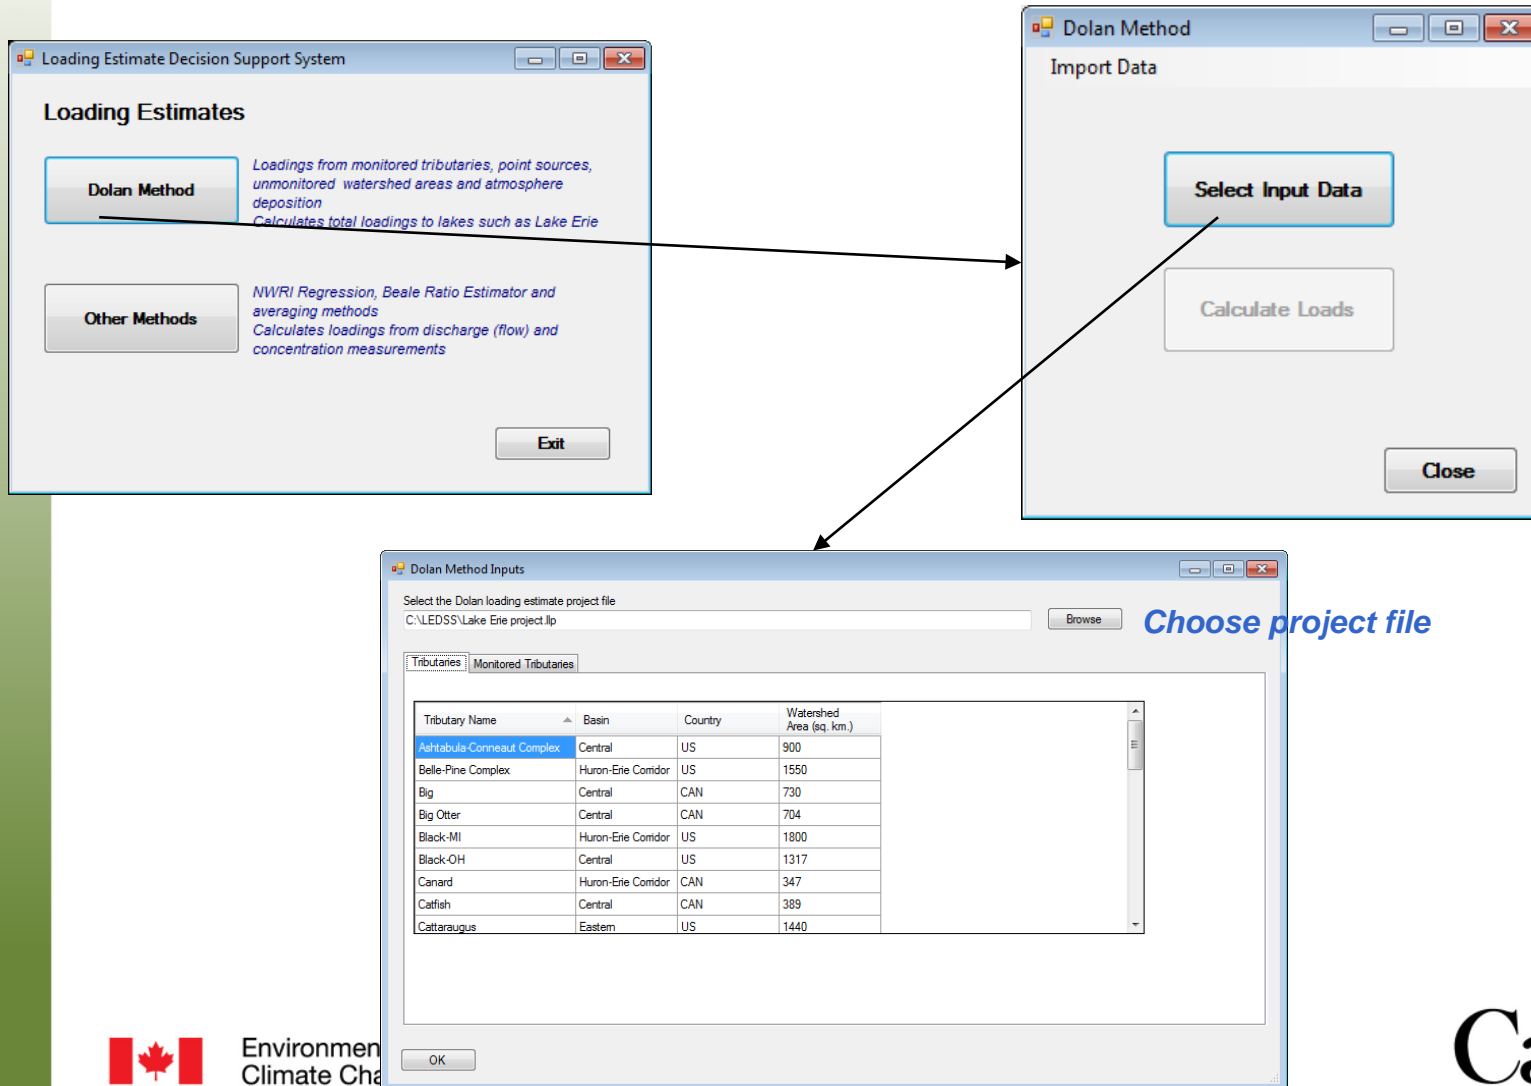 Loading Estimate Decision Support System
Loading Estimates
Dolan Method
Loadings from monitored tributaries, point sources,
unmonitored watershed areas and atmosphere
deposition
Calculates total loadings to lakes such as Lake Erie
Other Methods
NWRI Regression, Beale Ratio Estimator and
averaging methods
Calculates loadings from discharge (flow) and
concentration measurements
Exit
Dolan Method
Import Data
Select Input Data
Calculate Loads
Close
Dolan Method Inputs
Select the Dolan loading estimate project file
C:\LEDSS\Lake Erie project.llp
Browse
Choose project file
Tributaries Monitored Tributaries
Tributary Name Basin Country Watershed
Area (sq. km.)
Ashtabula-Conneaut Complex Central US 900
Belle-Pine Complex Huron-Erie Corridor US 1550
Big Central CAN 730
Big Otter Central CAN 704
Black-MI Huron-Erie Corridor US 1800
Black-OH Central US 1317
Canard Huron-Erie Corridor CAN 347
Catfish Central CAN 389
Cattaraugus Eastern US 1440
OK
Environmen
Climate Cha
Ca